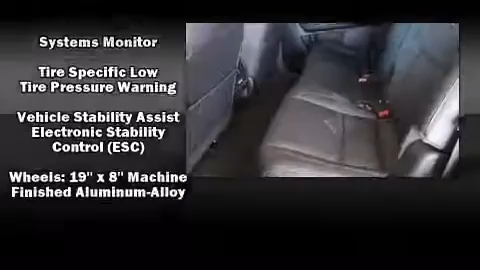 Systems Monitor
Tire Specific Low
Tire Pressure Warning
Vehicle Stability Assist
Electronic Stability
Control (ESC)
Wheels: 19" x 8" Machine
Finished Aluminum-Alloy